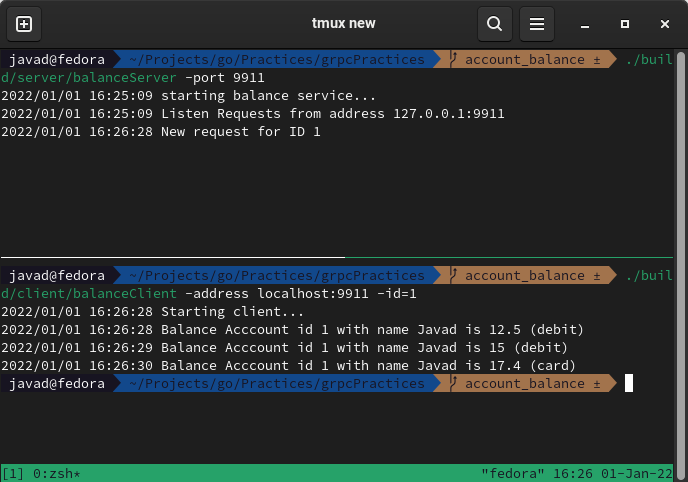 tmux new
javad@fedora ~/Projects/go/Practices/grpcPractices account_balance ± ./buil
d/server/balanceServer -port 9911
2022/01/01 16:25:09 starting balance service...
2022/01/01 16:25:09 Listen Requests from address 127.0.0.1:9911
2022/01/01 16:26:28 New request for ID 1
javad@fedora ~/Projects/go/Practices/grpcPractices account_balance ± ./buil
d/client/balanceClient -address localhost:9911 -id=1
2022/01/01 16:26:28 Starting client...
2022/01/01 16:26:28 Balance Acccount id 1 with name Javad is 12.5 (debit)
2022/01/01 16:26:29 Balance Acccount id 1 with name Javad is 15 (debit)
2022/01/01 16:26:30 Balance Acccount id 1 with name Javad is 17.4 (card)
javad@fedora ~/Projects/go/Practices/grpcPractices account_balance ±
[1] 0:zsh* "fedora" 16:26 01-Jan-22